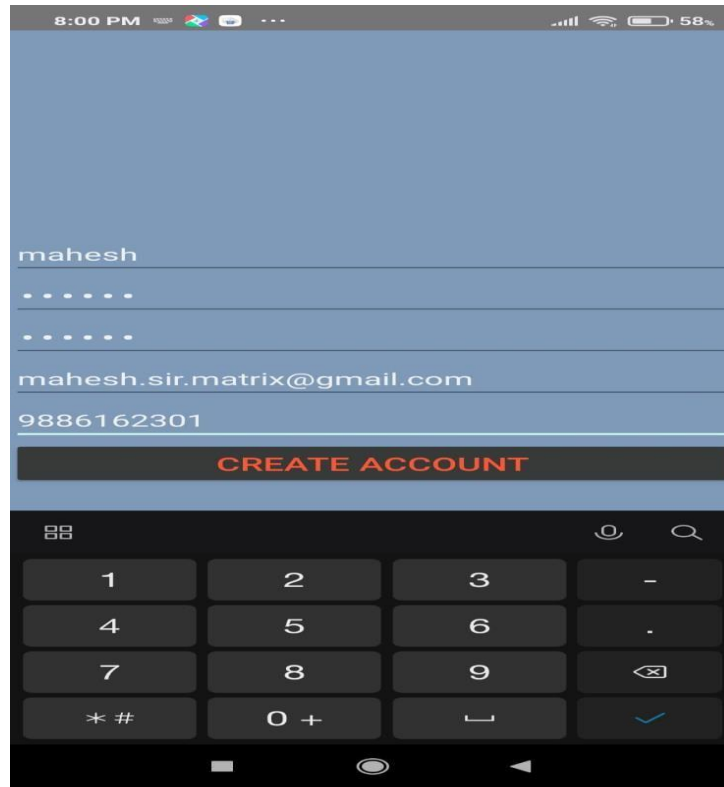 8:00 PM ... 58%
mahesh
••••••
••••••
mahesh.sir.matrix@gmail.com
9886162301
CREATE ACCOUNT
1 2 3 -
4 5 6 .
7 8 9
*# 0 +